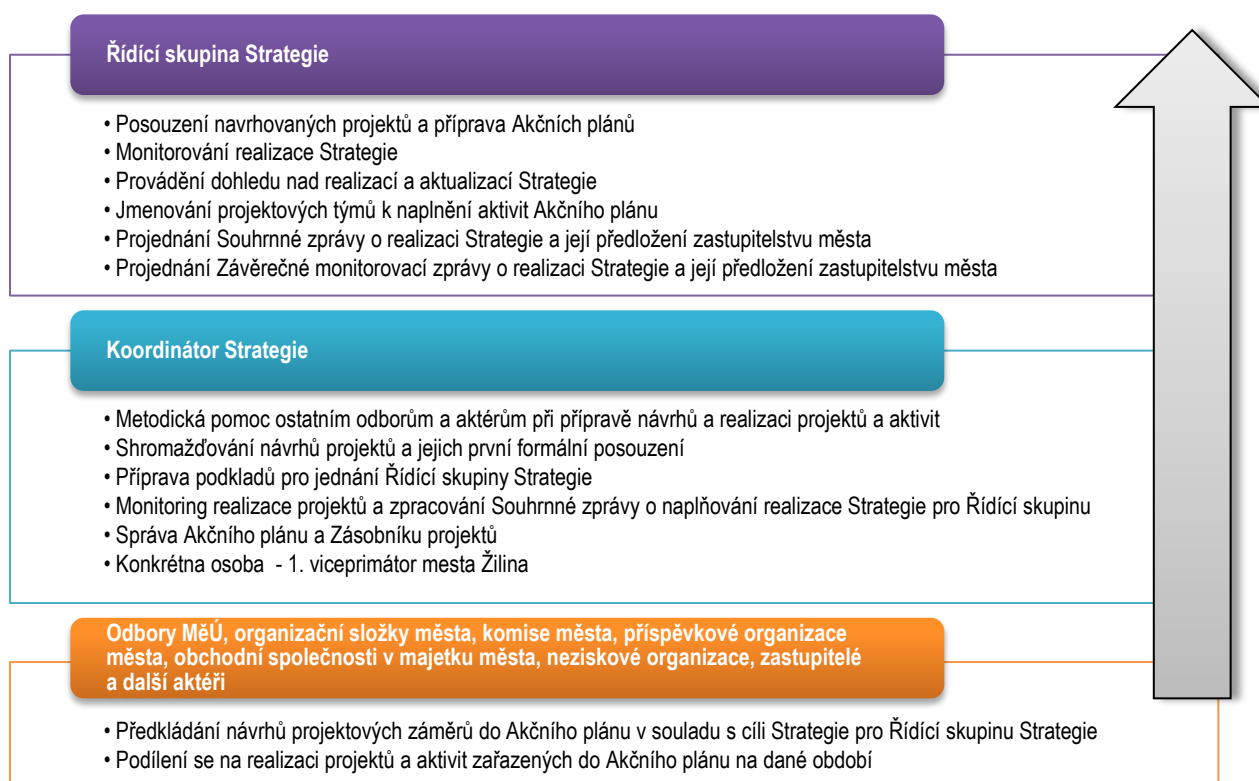 Řídící skupina Strategie
• Posouzení navrhovaných projektů a příprava Akčních plánů
• Monitorování realizace Strategie
• Provádění dohledu nad realizací a aktualizací Strategie
• Jmenování projektových týmů k naplnění aktivit Akčního plánu
• Projednání Souhrnné zprávy o realizaci Strategie a její předložení zastupitelstvu města
• Projednání Závěrečné monitorovací zprávy o realizaci Strategie a její předložení zastupitelstvu města
Koordinátor Strategie
• Metodická pomoc ostatním odborům a aktérům při přípravě návrhů a realizaci projektů a aktivit
• Shromažďování návrhů projektů a jejich první formální posouzení
• Příprava podkladů pro jednání Řídící skupiny Strategie
• Monitoring realizace projektů a zpracování Souhrnné zprávy o naplňování realizace Strategie pro Řídící skupinu
• Správa Akčního plánu a Zásobníku projektů
• Konkrétna osoba - 1. viceprimátor mesta Žilina
Odbory MěÚ, organizační složky města, komise města, příspěvkové organizace
města, obchodní společnosti v majetku města, neziskové organizace, zastupitelé
a další aktéři
• Předkládání návrhů projektových záměrů do Akčního plánu v souladu s cíli Strategie pro Řídící skupinu Strategie
• Podílení se na realizaci projektů a aktivit zařazených do Akčního plánu na dané období